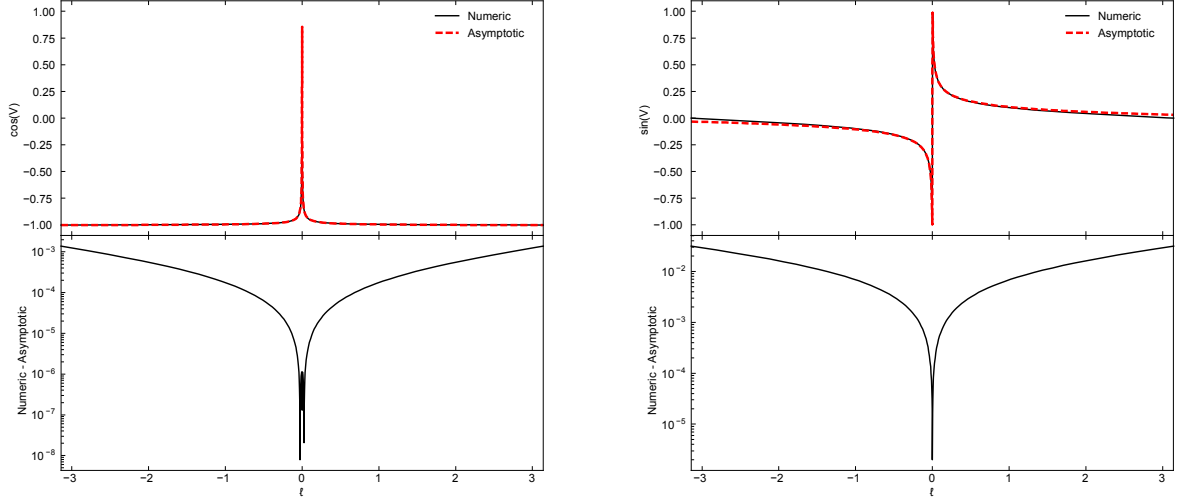 1.00
0.75
0.50
0.25
0.00
−0.25
−0.50
−0.75
−1.00
cos(V)
Numeric
Asymptotic
10⁻³
10⁻⁴
10⁻⁵
10⁻⁶
10⁻⁷
10⁻⁸
Numeric - Asymptotic
−3 −2 −1 0 1 2 3
ℓ
1.00
0.75
0.50
0.25
0.00
−0.25
−0.50
−0.75
−1.00
sin(V)
Numeric
Asymptotic
10⁻²
10⁻³
10⁻⁴
10⁻⁵
Numeric - Asymptotic
−3 −2 −1 0 1 2 3
ℓ